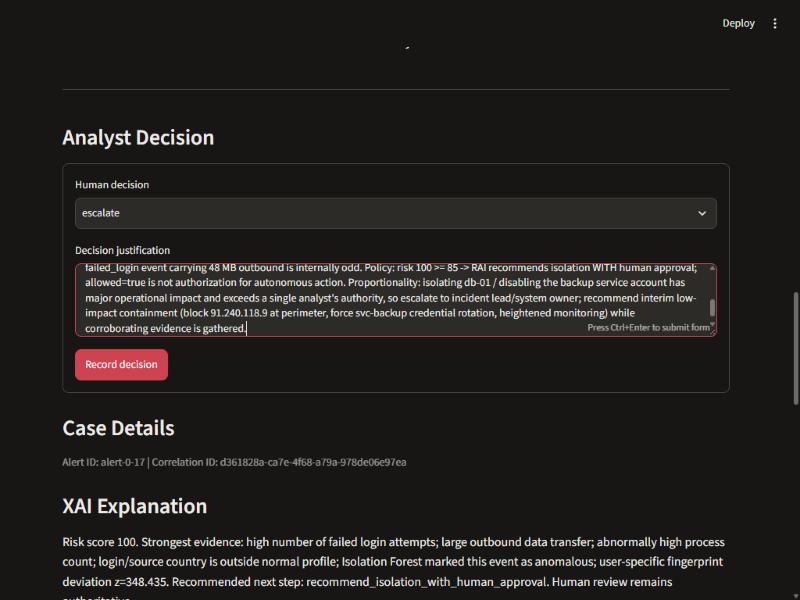 Deploy
Analyst Decision
Human decision
escalate
Decision justification
failed_login event carrying 48 MB outbound is internally odd. Policy: risk 100 >= 85 -> RAI recommends isolation WITH human approval;
allowed=true is not authorization for autonomous action. Proportionality: isolating db-01 / disabling the backup service account has
major operational impact and exceeds a single analyst's authority, so escalate to incident lead/system owner; recommend interim low-
impact containment (block 91.240.118.9 at perimeter, force svc-backup credential rotation, heightened monitoring) while
corroborating evidence is gathered.
Press Ctrl+Enter to submit form
Record decision
Case Details
Alert ID: alert-0-17 | Correlation ID: d361828a-ca7e-4f68-a79a-978de06e97ea
XAI Explanation
Risk score 100. Strongest evidence: high number of failed login attempts; large outbound data transfer; abnormally high process
count; login/source country is outside normal profile; Isolation Forest marked this event as anomalous; user-specific fingerprint
deviation z=348.435. Recommended next step: recommend_isolation_with_human_approval. Human review remains
authoritative.